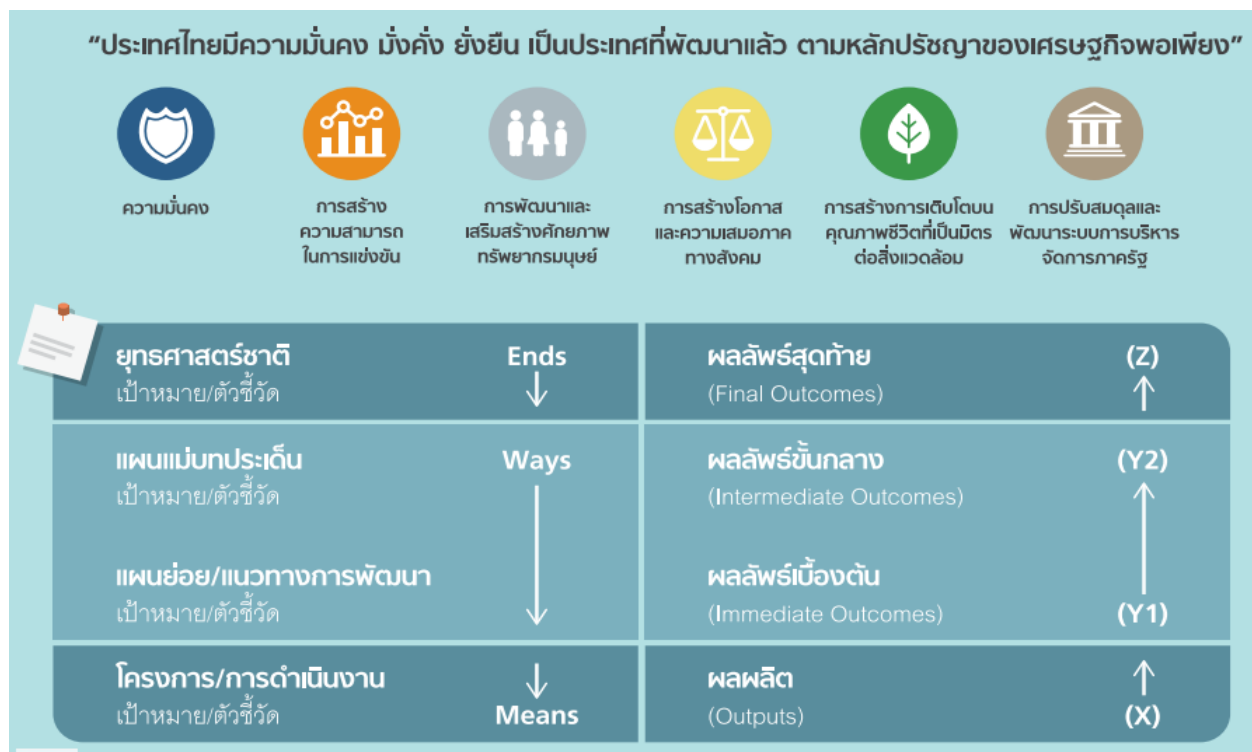 “ประเทศไทยมีความมั่นคง มั่งคั่ง ยั่งยืน เป็นประเทศที่พัฒนาแล้ว ตามหลักปรัชญาของเศรษฐกิจพอเพียง”
ความมั่นคง
การสร้าง
ความสามารถ
ในการแข่งขัน
การพัฒนาและ
เสริมสร้างศักยภาพ
ทรัพยากรมนุษย์
การสร้างโอกาส
และความเสมอภาค
ทางสังคม
การสร้างการเติบโตบน
คุณภาพชีวิตที่เป็นมิตร
ต่อสิ่งแวดล้อม
การปรับสมดุลและ
พัฒนาระบบการบริหาร
จัดการภาครัฐ
ยุทธศาสตร์ชาติ Ends
เป้าหมาย/ตัวชี้วัด
ผลลัพธ์สุดท้าย (Z)
(Final Outcomes)
แผนแม่บทประเด็น Ways
เป้าหมาย/ตัวชี้วัด
ผลลัพธ์ขั้นกลาง (Y2)
(Intermediate Outcomes)
แผนย่อย/แนวทางการพัฒนา
เป้าหมาย/ตัวชี้วัด
ผลลัพธ์เบื้องต้น
(Immediate Outcomes) (Y1)
โครงการ/การดำเนินงาน
เป้าหมาย/ตัวชี้วัด Means
ผลผลิต
(Outputs) (X)